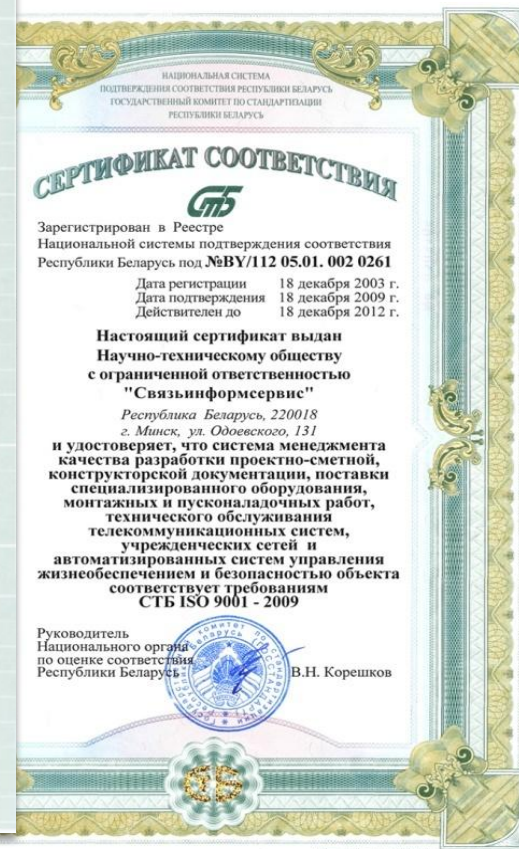 НАЦИОНАЛЬНАЯ СИСТЕМА
ПОДТВЕРЖДЕНИЯ СООТВЕТСТВИЯ РЕСПУБЛИКИ БЕЛАРУСЬ
ГОСУДАРСТВЕННЫЙ КОМИТЕТ ПО СТАНДАРТИЗАЦИИ
РЕСПУБЛИКИ БЕЛАРУСЬ
СЕРТИФИКАТ СООТВЕТСТВИЯ
СТБ
Зарегистрирован в Реестре
Национальной системы подтверждения соответствия
Республики Беларусь под №BY/112 05.01. 002 0261
Дата регистрации 18 декабря 2003 г.
Дата подтверждения 18 декабря 2009 г.
Действителен до 18 декабря 2012 г.
Настоящий сертификат выдан
Научно-техническому обществу
с ограниченной ответственностью
"Связьинформсервис"
Республика Беларусь, 220018
г. Минск, ул. Одоевского, 131
и удостоверяет, что система менеджмента
качества разработки проектно-сметной,
конструкторской документации, поставки
специализированного оборудования,
монтажных и пусконаладочных работ,
технического обслуживания
телекоммуникационных систем,
учрежденческих сетей и
автоматизированных систем управления
жизнеобеспечением и безопасностью объекта
соответствует требованиям
СТБ ISO 9001 - 2009
Руководитель
Национального органа
по оценке соответствия
Республики Беларусь В.Н. Корешков